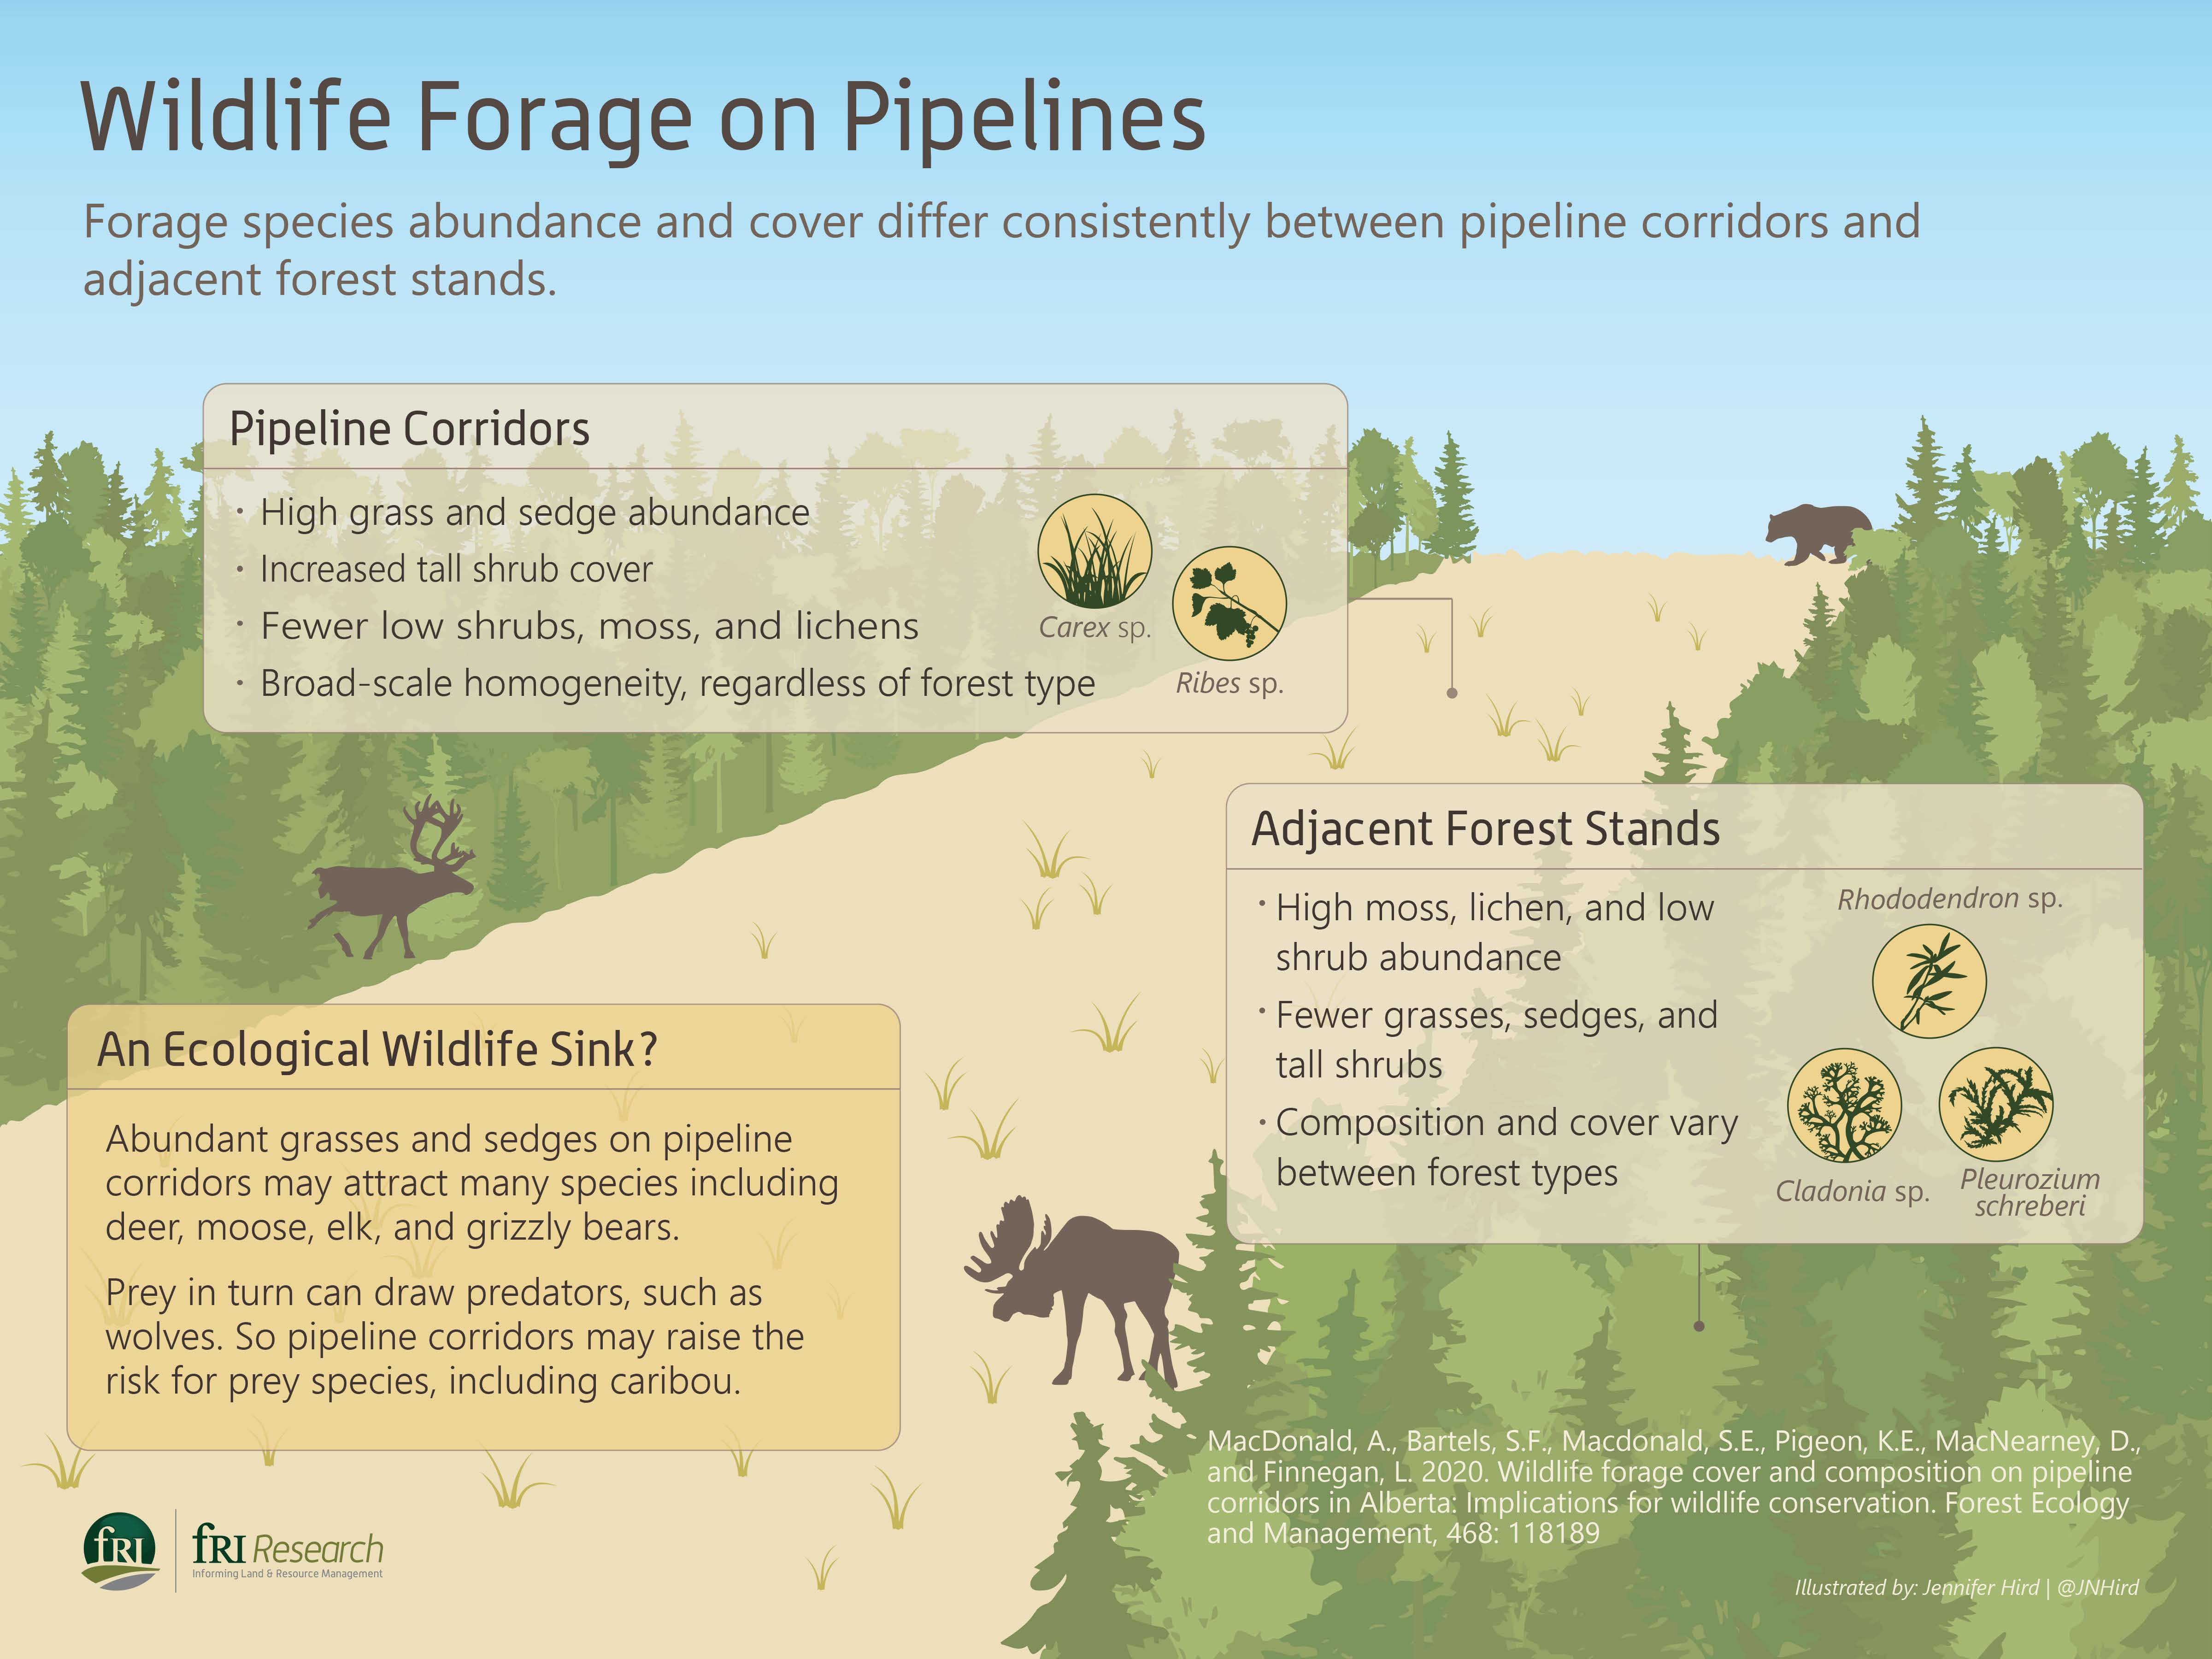 Wildlife Forage on Pipelines
Forage species abundance and cover differ consistently between pipeline corridors and
adjacent forest stands.
Pipeline Corridors
· High grass and sedge abundance
· Increased tall shrub cover
· Fewer low shrubs, moss, and lichens
· Broad-scale homogeneity, regardless of forest type
Carex sp.
Ribes sp.
Adjacent Forest Stands
· High moss, lichen, and low
shrub abundance
· Fewer grasses, sedges, and
tall shrubs
· Composition and cover vary
between forest types
Rhododendron sp.
Cladonia sp.
Pleurozium
schreberi
An Ecological Wildlife Sink?
Abundant grasses and sedges on pipeline
corridors may attract many species including
deer, moose, elk, and grizzly bears.
Prey in turn can draw predators, such as
wolves. So pipeline corridors may raise the
risk for prey species, including caribou.
MacDonald, A., Bartels, S.F., Macdonald, S.E., Pigeon, K.E., MacNearney, D.,
and Finnegan, L. 2020. Wildlife forage cover and composition on pipeline
corridors in Alberta: Implications for wildlife conservation. Forest Ecology
and Management, 468: 118189
fRI
fRI Research
Informing Land & Resource Management
Illustrated by: Jennifer Hird | @JNHird